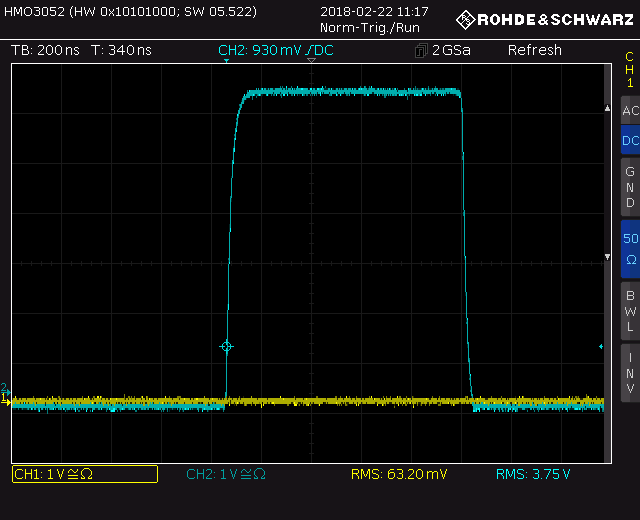 HMO3052 (HW 0x10101000; SW 05.522)
2018-02-22 11:17
Norm-Trig./Run
ROHDE&SCHWARZ
TB: 200ns T: 340ns CH2: 930mV / DC 2GSa Refresh
CH1
AC
DC
GND
50Ω
BWL
INV
2
1
CH1: 1V≅Ω CH2: 1V≅Ω RMS: 63.20mV RMS: 3.75V